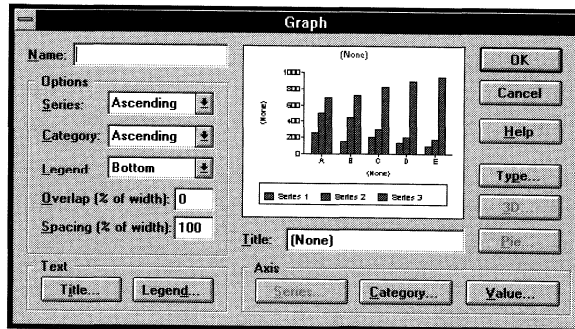 Graph
Name:
Options
Series: Ascending
Category: Ascending
Legend: Bottom
Overlap (% of width): 0
Spacing (% of width): 100
Text
Title... Legend...
(None)
1000
800
600
400
200
0
(None)
A B C D E
(None)
Series 1 Series 2 Series 3
Title: (None)
Axis
Series... Category... Value...
OK
Cancel
Help
Type...
3D...
Pie...